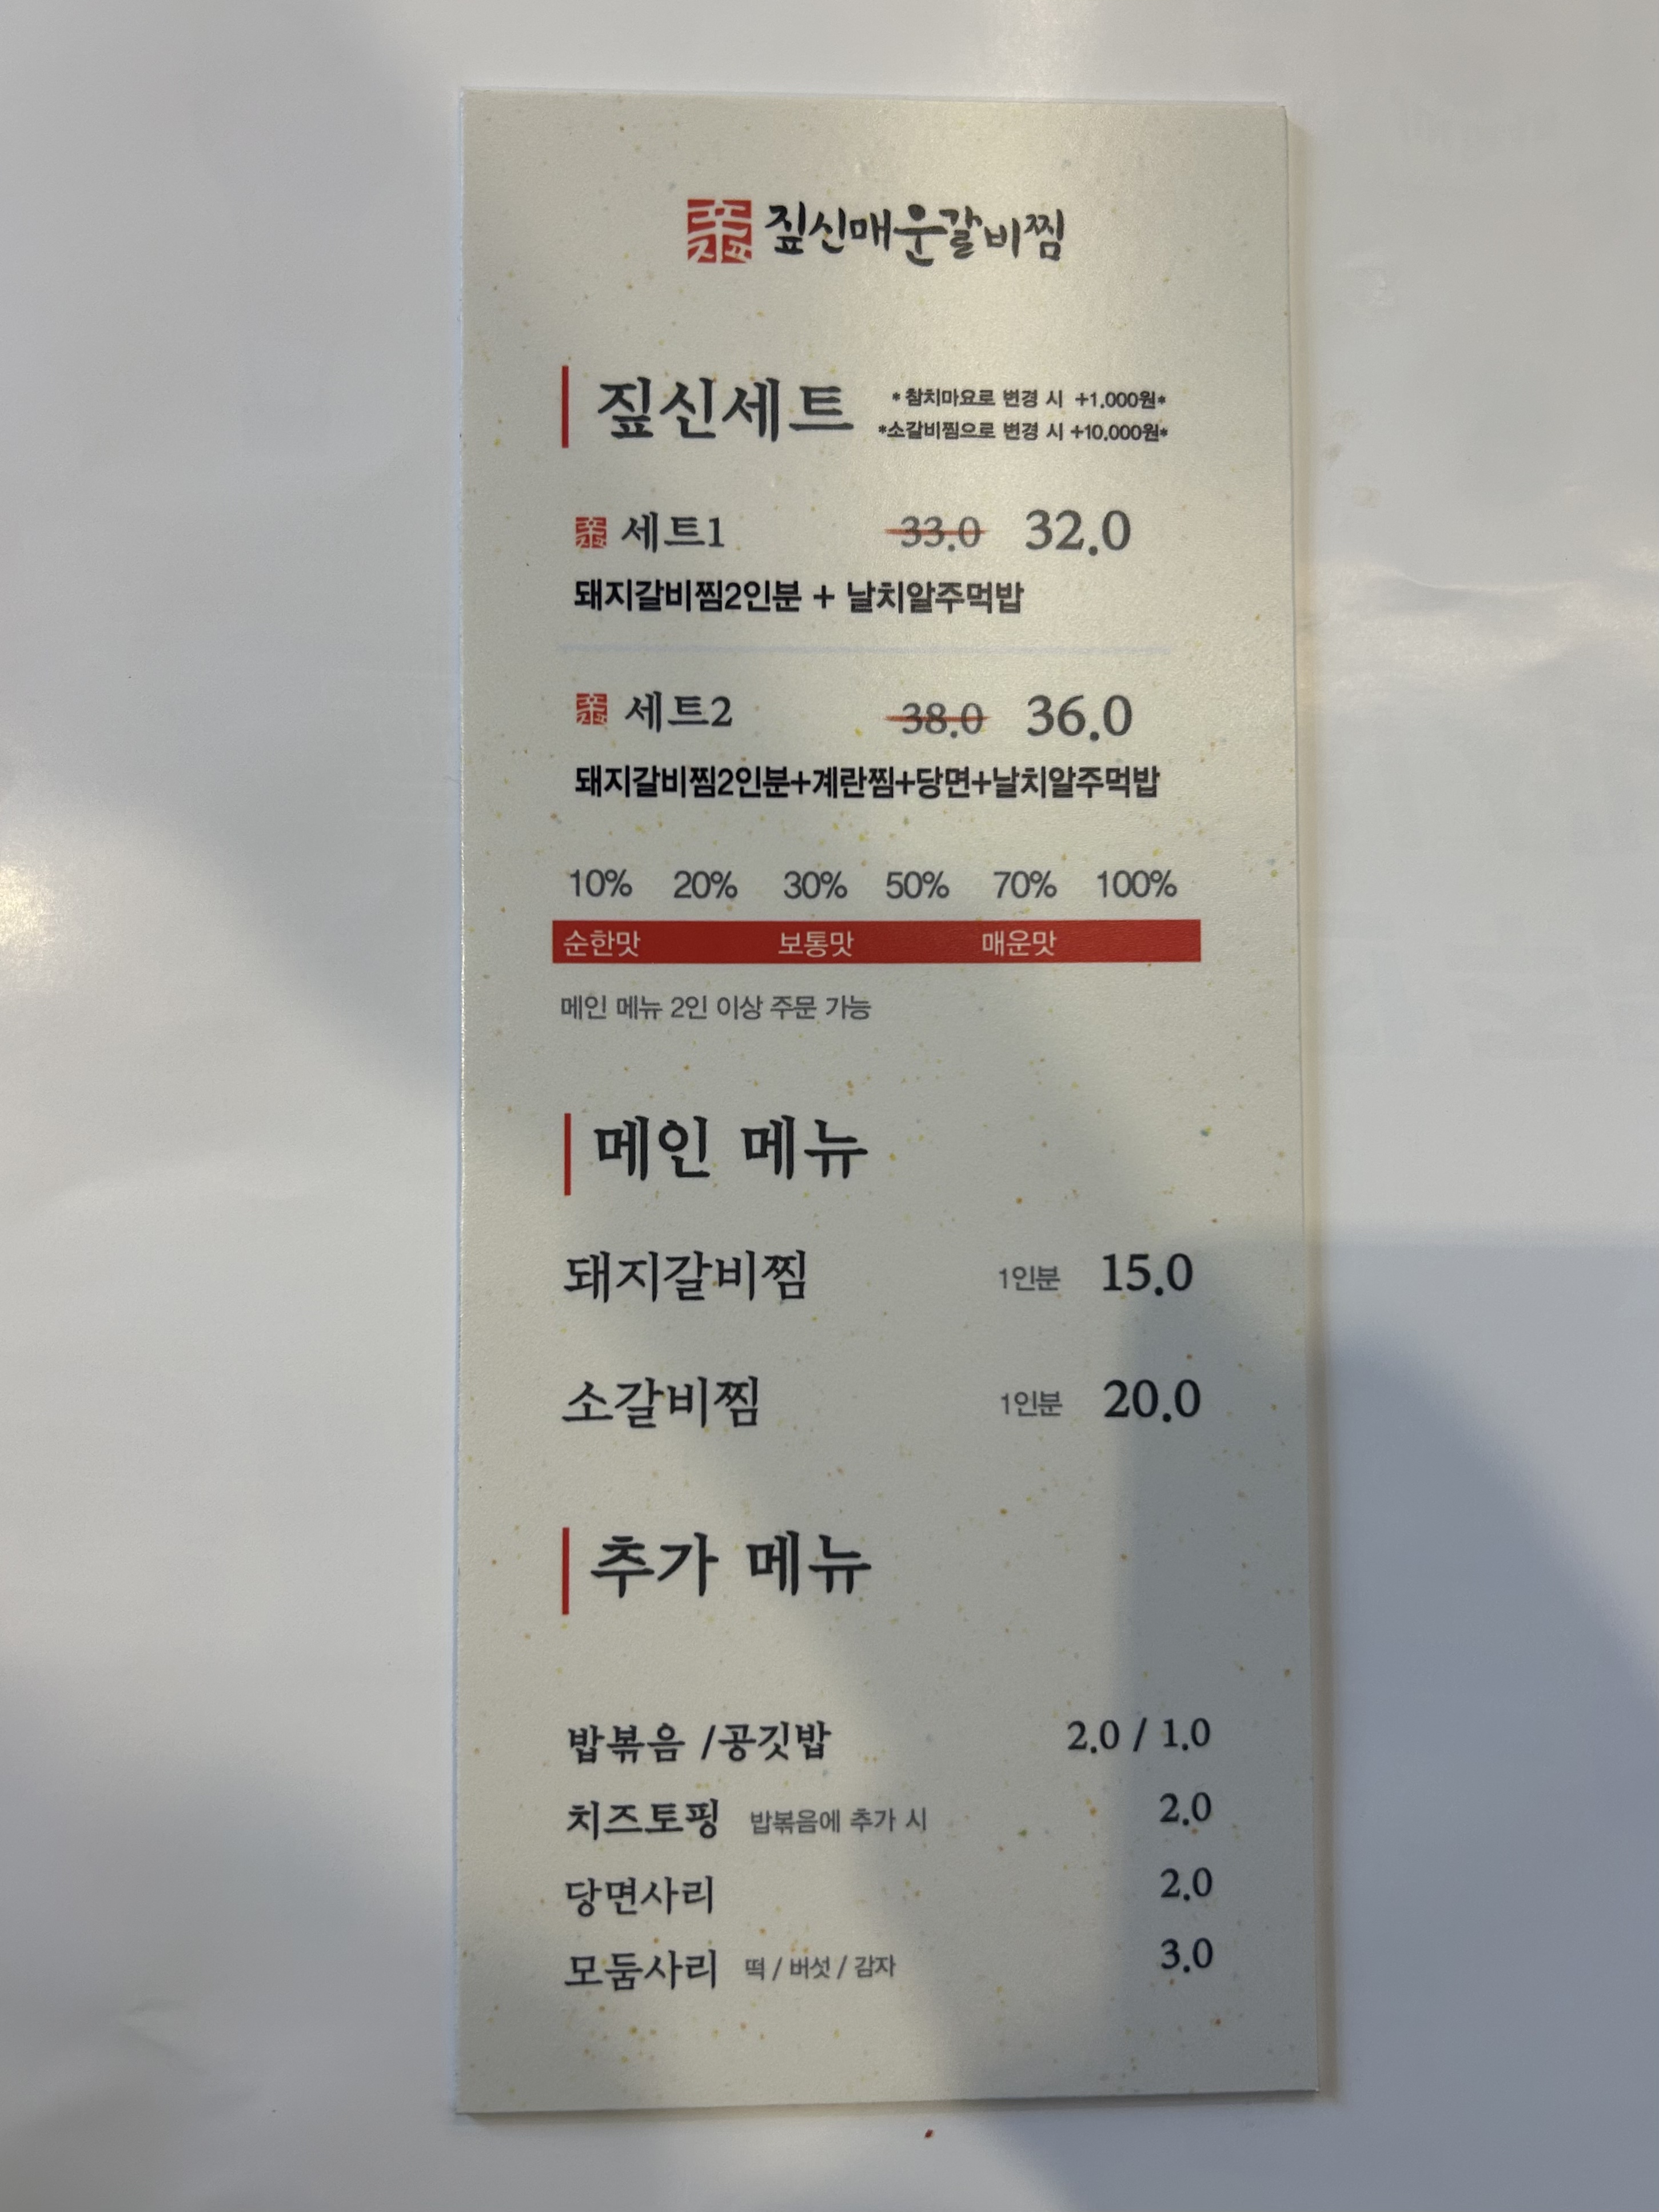 짚신매운갈비찜
짚신세트
*참치마요로 변경 시 +1,000원*
*소갈비찜으로 변경 시 +10,000원*
세트1 33.0 32.0
돼지갈비찜2인분 + 날치알주먹밥
세트2 38.0 36.0
돼지갈비찜2인분+계란찜+당면+날치알주먹밥
10% 20% 30% 50% 70% 100%
순한맛 보통맛 매운맛
메인 메뉴 2인 이상 주문 가능
메인 메뉴
돼지갈비찜 1인분 15.0
소갈비찜 1인분 20.0
추가 메뉴
밥볶음 /공깃밥 2.0 / 1.0
치즈토핑 밥볶음에 추가 시 2.0
당면사리 2.0
모둠사리 떡 / 버섯 / 감자 3.0